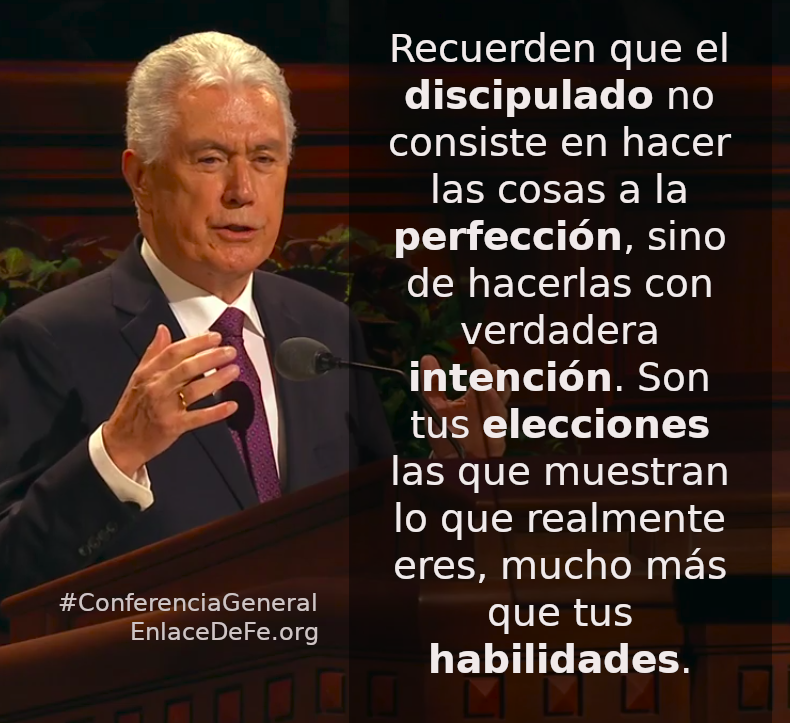 Recuerden que el
discipulado no
consiste en hacer
las cosas a la
perfección, sino
de hacerlas con
verdadera
intención. Son
tus elecciones
las que muestran
lo que realmente
eres, mucho más
que tus
habilidades.
#ConferenciaGeneral
EnlaceDeFe.org